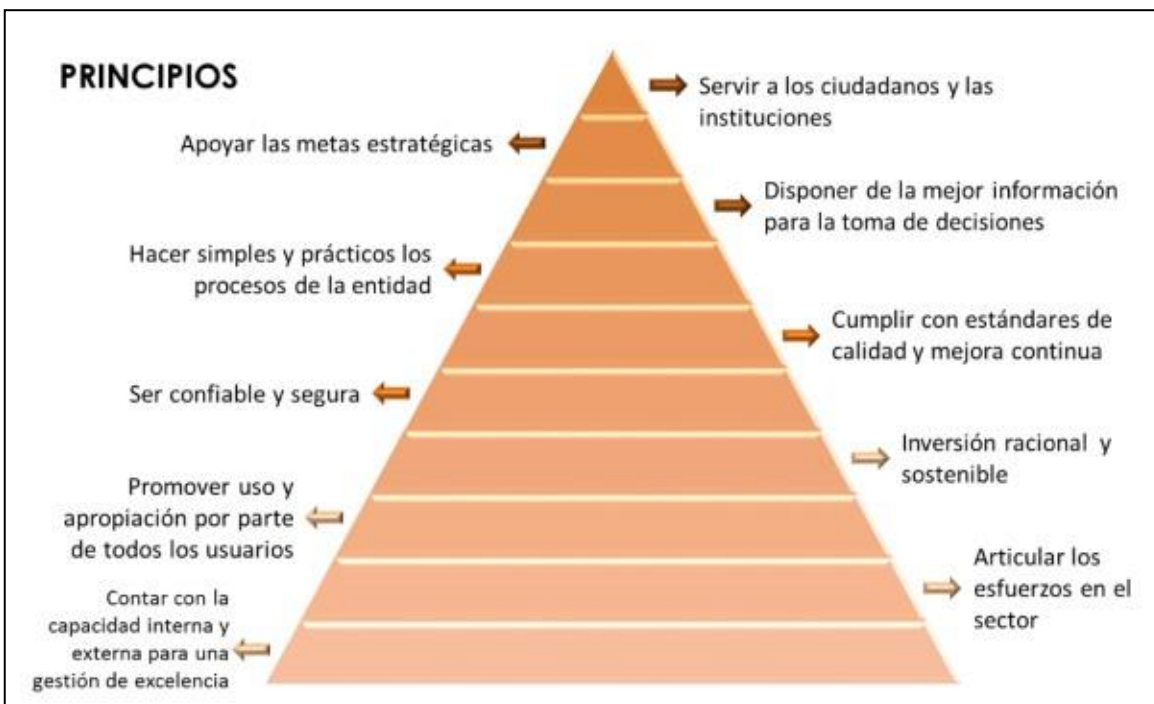 PRINCIPIOS
Servir a los ciudadanos y las
instituciones
Apoyar las metas estratégicas
Disponer de la mejor información
para la toma de decisiones
Hacer simples y prácticos los
procesos de la entidad
Cumplir con estándares de
calidad y mejora continua
Ser confiable y segura
Inversión racional y
sostenible
Promover uso y
apropiación por parte
de todos los usuarios
Articular los
esfuerzos en el
sector
Contar con la
capacidad interna y
externa para una
gestión de excelencia